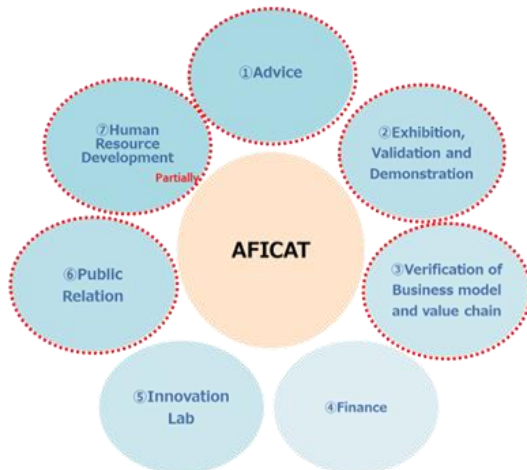 ①Advice
②Exhibition,
Validation and
Demonstration
③Verification of
Business model
and value chain
④Finance
⑤Innovation
Lab
⑥Public
Relation
⑦Human
Resource
Development
Partially
AFICAT